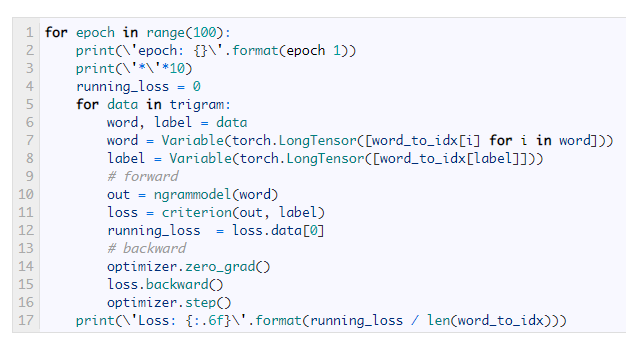 1 for epoch in range(100):
2     print(\'epoch: {}\'.format(epoch 1))
3     print(\'*\'*10)
4     running_loss = 0
5     for data in trigram:
6         word, label = data
7         word = Variable(torch.LongTensor([word_to_idx[i] for i in word]))
8         label = Variable(torch.LongTensor([word_to_idx[label]]))
9         # forward
10         out = ngrammodel(word)
11         loss = criterion(out, label)
12         running_loss  = loss.data[0]
13         # backward
14         optimizer.zero_grad()
15         loss.backward()
16         optimizer.step()
17     print(\'Loss: {:.6f}\'.format(running_loss / len(word_to_idx)))